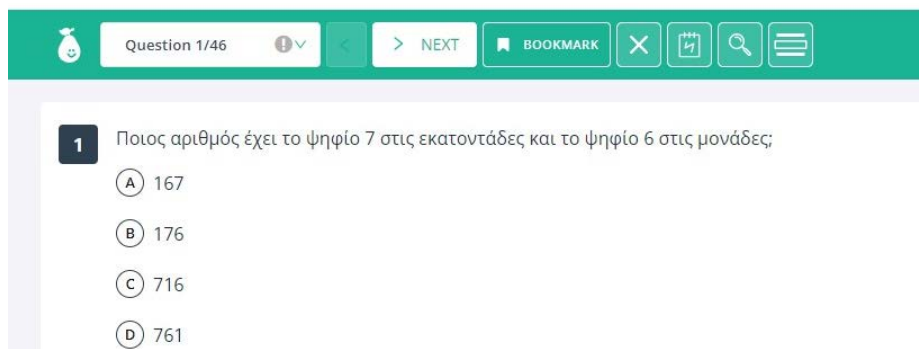 Question 1/46
< > NEXT BOOKMARK
1 Ποιος αριθμός έχει το ψηφίο 7 στις εκατοντάδες και το ψηφίο 6 στις μονάδες;
A 167
B 176
C 716
D 761